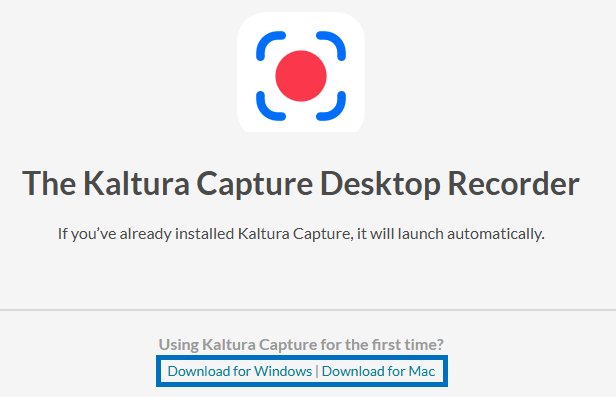 The Kaltura Capture Desktop Recorder
If you've already installed Kaltura Capture, it will launch automatically.
Using Kaltura Capture for the first time?
Download for Windows | Download for Mac